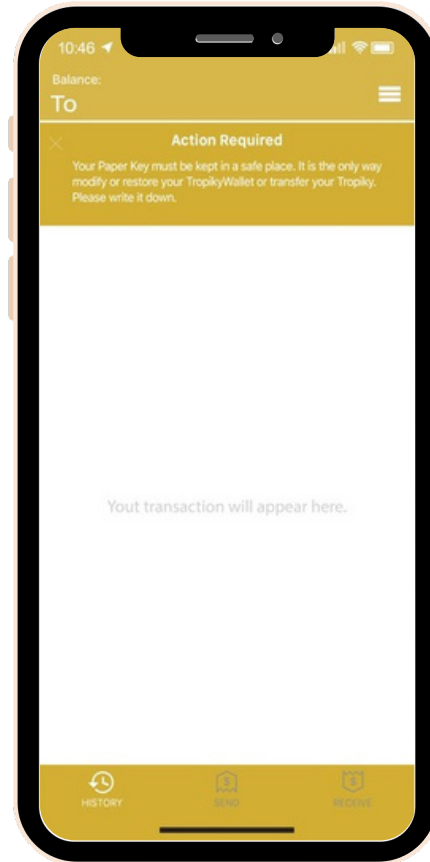 10:46
Balance:
To
Action Required
Your Paper Key must be kept in a safe place. It is the only way
modify or restore your TropikyWallet or transfer your Tropiky.
Please write it down.
Yout transaction will appear here.
HISTORY
SEND
RECEIVE